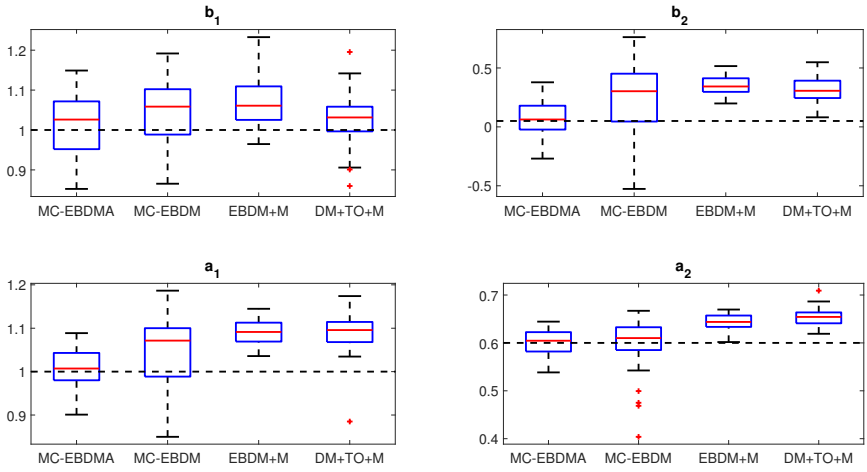 b1
1.2
1.1
1
0.9
MC-EBDMA MC-EBDM EBDM+M DM+TO+M
b2
0.5
0
-0.5
MC-EBDMA MC-EBDM EBDM+M DM+TO+M
a1
1.2
1.1
1
0.9
MC-EBDMA MC-EBDM EBDM+M DM+TO+M
a2
0.7
0.6
0.5
0.4
MC-EBDMA MC-EBDM EBDM+M DM+TO+M